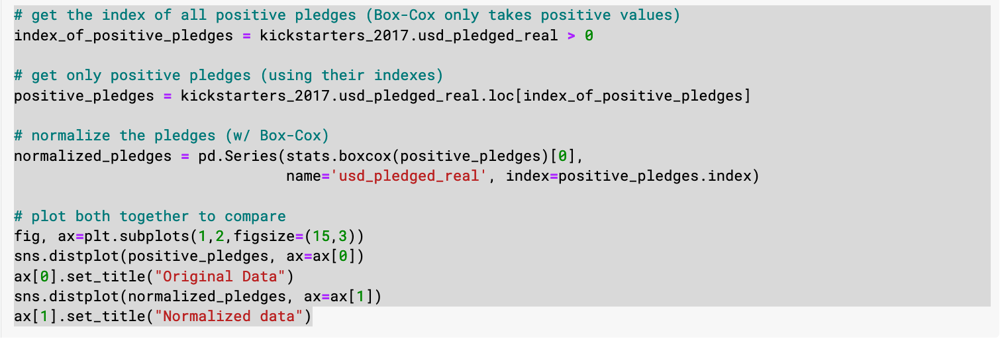 # get the index of all positive pledges (Box-Cox only takes positive values)
index_of_positive_pledges = kickstarters_2017.usd_pledged_real > 0

# get only positive pledges (using their indexes)
positive_pledges = kickstarters_2017.usd_pledged_real.loc[index_of_positive_pledges]

# normalize the pledges (w/ Box-Cox)
normalized_pledges = pd.Series(stats.boxcox(positive_pledges)[0],
                               name='usd_pledged_real', index=positive_pledges.index)

# plot both together to compare
fig, ax=plt.subplots(1,2,figsize=(15,3))
sns.distplot(positive_pledges, ax=ax[0])
ax[0].set_title("Original Data")
sns.distplot(normalized_pledges, ax=ax[1])
ax[1].set_title("Normalized data")